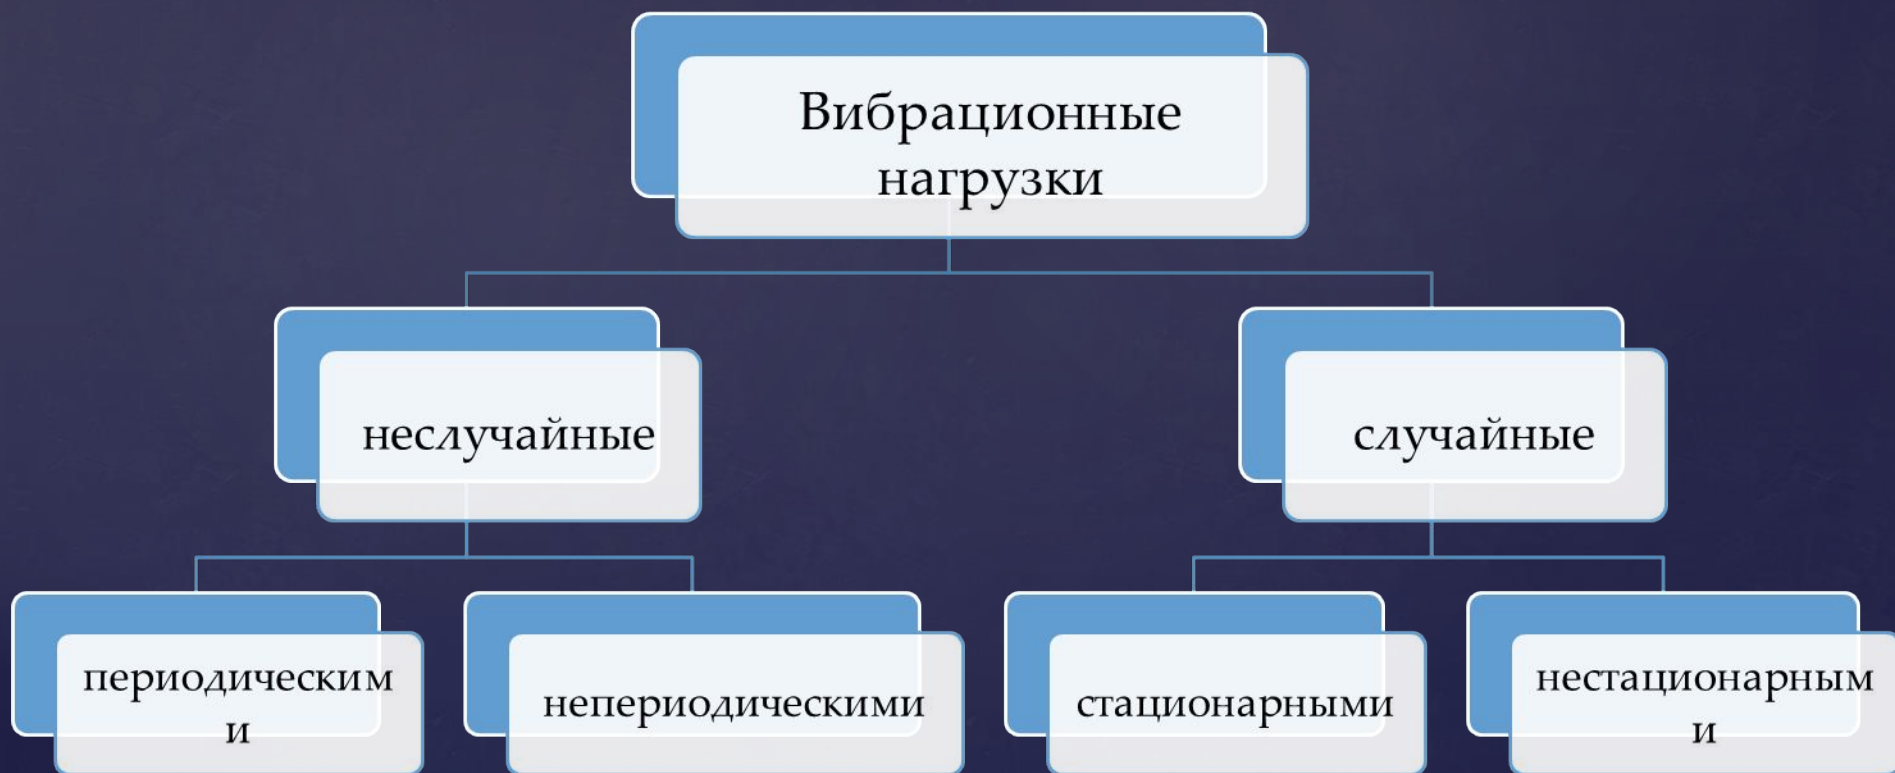 Вибрационные
нагрузки
неслучайные
случайные
периодическим
и
непериодическими
стационарными
нестационарным
и